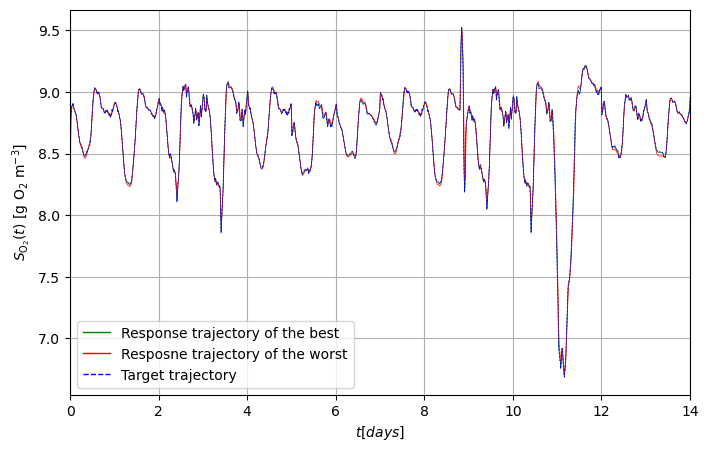 9.5
9.0
8.5
8.0
7.5
7.0
S_{O_2}(t) [g O_2 m^{-3}]
Response trajectory of the best
Resposne trajectory of the worst
Target trajectory
0 2 4 6 8 10 12 14
t[days]